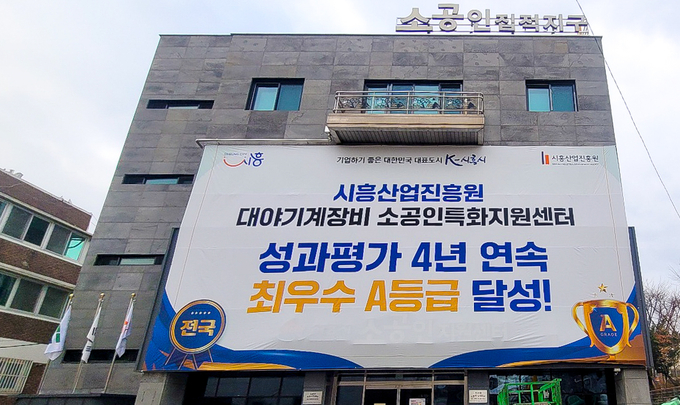 소공인집적지구
시흥
기업하기 좋은 대한민국 대표도시 K-시흥시
시흥산업진흥원
시흥산업진흥원
대야기계장비 소공인특화지원센터
성과평가 4년 연속
최우수 A등급 달성!
전국
A
GRADE